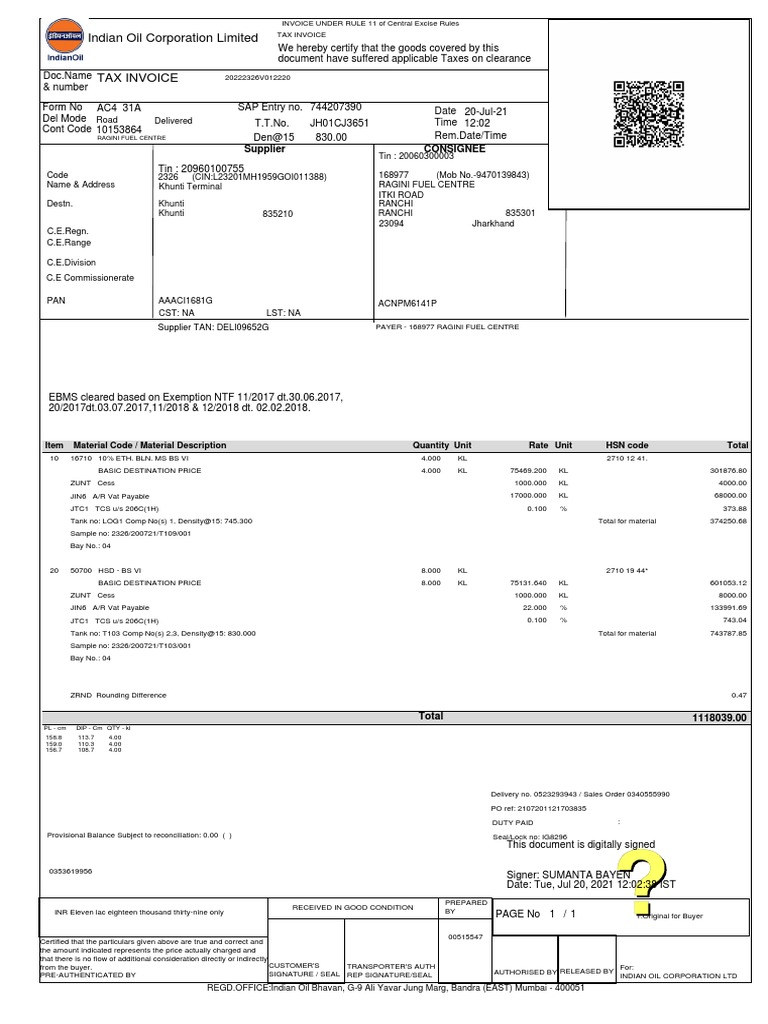 INVOICE UNDER RULE 11 of Central Excise Rules
इंडियनऑयल
IndianOil
Indian Oil Corporation Limited
TAX INVOICE
We hereby certify that the goods covered by this
document have suffered applicable Taxes on clearance
Doc.Name & number TAX INVOICE 20222326V012220
Form No AC4 31A SAP Entry no. 744207390 Date 20-Jul-21
Del Mode Road Delivered T.T.No. JH01CJ3651 Time 12:02
Cont Code 10153864 Den@15 830.00 Rem.Date/Time
RAGINI FUEL CENTRE
Supplier CONSIGNEE
Tin : 20960100755 Tin : 20060300003
Code 2326 (CIN:L23201MH1959GOI011388) 168977 (Mob No.-9470139843)
Name & Address Khunti Terminal RAGINI FUEL CENTRE
ITKI ROAD
Destn. Khunti RANCHI
Khunti 835210 RANCHI 835301
23094 Jharkhand
C.E.Regn.
C.E.Range
C.E.Division
C.E Commissionerate
PAN AAACI1681G ACNPM6141P
CST: NA LST: NA
Supplier TAN: DELI09652G PAYER - 168977 RAGINI FUEL CENTRE
EBMS cleared based on Exemption NTF 11/2017 dt.30.06.2017,
20/2017dt.03.07.2017,11/2018 & 12/2018 dt. 02.02.2018.
Item Material Code / Material Description Quantity Unit Rate Unit HSN code Total
10 16710 10% ETH. BLN. MS BS VI 4.000 KL 2710 12 41.
BASIC DESTINATION PRICE 4.000 KL 75469.200 KL 301876.80
ZUNT Cess 1000.000 KL 4000.00
JIN6 A/R Vat Payable 17000.000 KL 68000.00
JTC1 TCS u/s 206C(1H) 0.100 % 373.88
Tank no: LOG1 Comp No(s) 1, Density@15: 745.300 Total for material 374250.68
Sample no: 2326/200721/T109/001
Bay No.: 04
20 50700 HSD - BS VI 8.000 KL 2710 19 44*
BASIC DESTINATION PRICE 8.000 KL 75131.640 KL 601053.12
ZUNT Cess 1000.000 KL 8000.00
JIN6 A/R Vat Payable 22.000 % 133991.69
JTC1 TCS u/s 206C(1H) 0.100 % 743.04
Tank no: T103 Comp No(s) 2,3, Density@15: 830.000 Total for material 743787.85
Sample no: 2326/200721/T103/001
Bay No.: 04
ZRND Rounding Difference 0.47
Total 1118039.00
PL - cm DIP - Cm QTY - kl
158.8 113.7 4.00
159.0 110.3 4.00
156.7 108.7 4.00
Delivery no. 0523293943 / Sales Order 0340555990
PO ref: 2107201121703835
DUTY PAID :
Provisional Balance Subject to reconciliation: 0.00 ( )
Seal/Lock no: IG8296
This document is digitally signed
0353619956
Signer: SUMANTA BAYEN
Date: Tue, Jul 20, 2021 12:02:38 IST
?
INR Eleven lac eighteen thousand thirty-nine only
RECEIVED IN GOOD CONDITION
PREPARED BY
00515547
PAGE No 1 / 1
1.Original for Buyer
Certified that the particulars given above are true and correct and
the amount indicated represents the price actually charged and
that there is no flow of additional consideration directly or indirectly
from the buyer.
PRE-AUTHENTICATED BY
CUSTOMER'S SIGNATURE / SEAL
TRANSPORTER'S AUTH REP SIGNATURE/SEAL
AUTHORISED BY
RELEASED BY
For:
INDIAN OIL CORPORATION LTD
REGD.OFFICE:Indian Oil Bhavan, G-9 Ali Yavar Jung Marg, Bandra (EAST) Mumbai - 400051